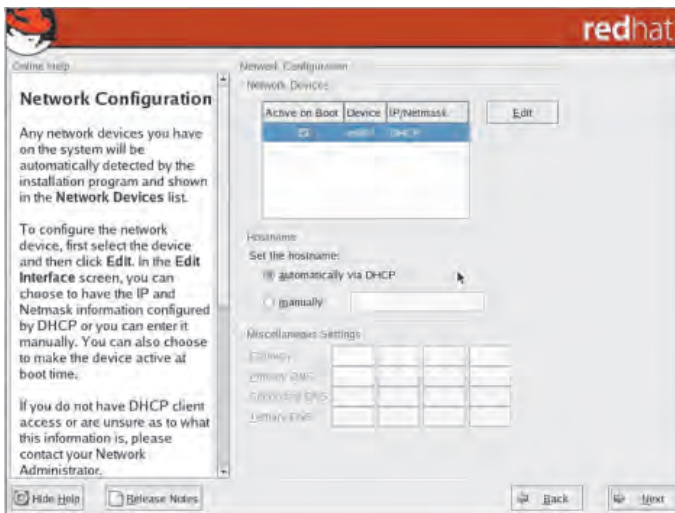 redhat
Online Help
Network Configuration
Any network devices you have
on the system will be
automatically detected by the
installation program and shown
in the Network Devices list.
To configure the network
device, first select the device
and then click Edit. In the Edit
Interface screen, you can
choose to have the IP and
Netmask information configured
by DHCP or you can enter it
manually. You can also choose
to make the device active at
boot time.
If you do not have DHCP client
access or are unsure as to what
this information is, please
contact your Network
Administrator.
Network Configuration
Network Devices
Active on Boot Device IP/Netmask
DHCP
Edit
Hostname
Set the hostname:
automatically via DHCP
manually
Miscellaneous Settings
Gateway
Primary DNS
Secondary DNS
Tertiary DNS
Hide Help
Release Notes
Back
Next